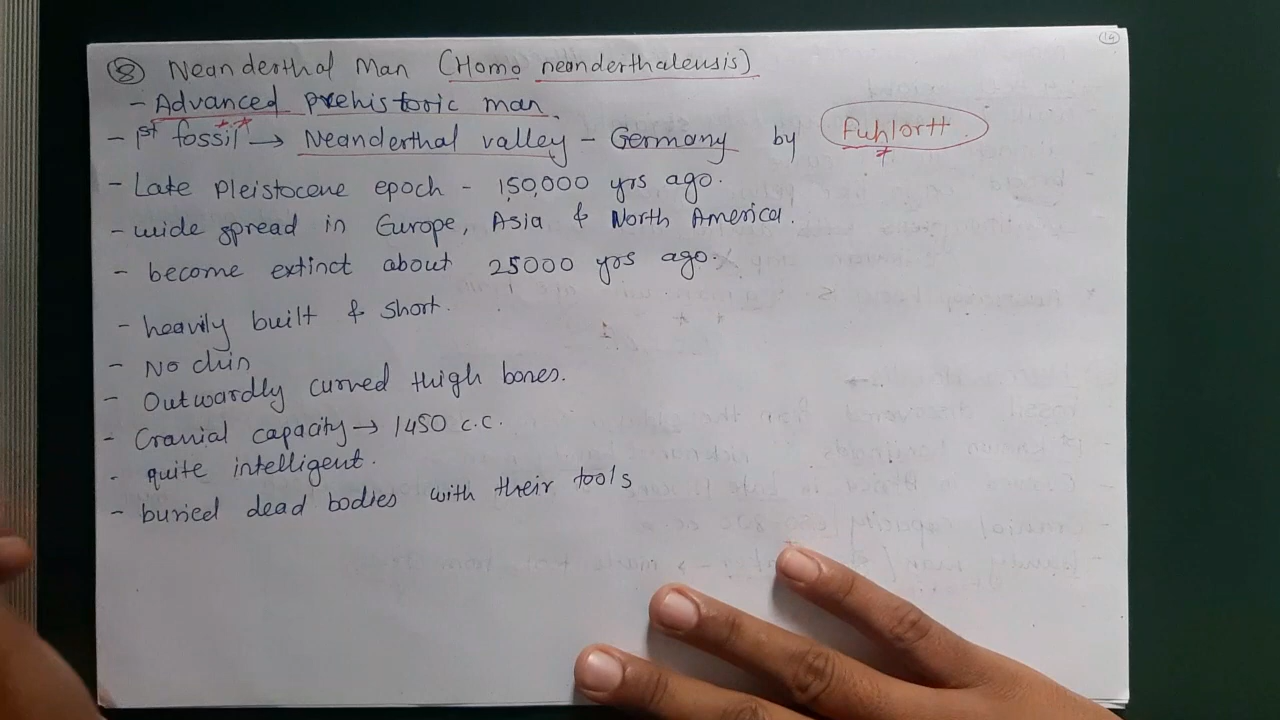 ⑧ Neanderthal Man (Homo neanderthalensis)
- Advanced prehistoric man
- 1st fossil → Neanderthal valley - Germany by Fuhlortt.
- Late Pleistocene epoch - 150,000 yrs ago.
- wide spread in Europe, Asia & North America.
- become extinct about 25000 yrs ago.
- heavily built & short.
- No chin
- Outwardly curved thigh bones.
- Cranial capacity → 1450 c.c.
- quite intelligent.
- buried dead bodies with their tools